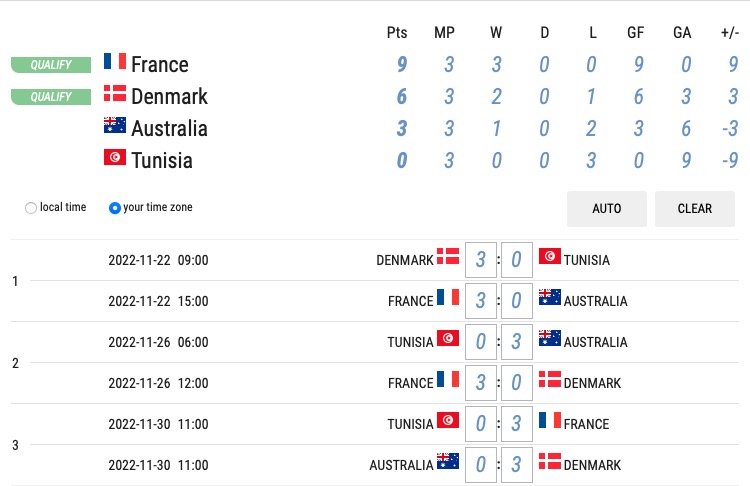 Pts MP W D L GF GA +/-
QUALIFY France 9 3 3 0 0 9 0 9
QUALIFY Denmark 6 3 2 0 1 6 3 3
Australia 3 3 1 0 2 3 6 -3
Tunisia 0 3 0 0 3 0 9 -9
local time your time zone AUTO CLEAR
2022-11-22 09:00 DENMARK 3 : 0 TUNISIA
1
2022-11-22 15:00 FRANCE 3 : 0 AUSTRALIA
2022-11-26 06:00 TUNISIA 0 : 3 AUSTRALIA
2
2022-11-26 12:00 FRANCE 3 : 0 DENMARK
2022-11-30 11:00 TUNISIA 0 : 3 FRANCE
3
2022-11-30 11:00 AUSTRALIA 0 : 3 DENMARK